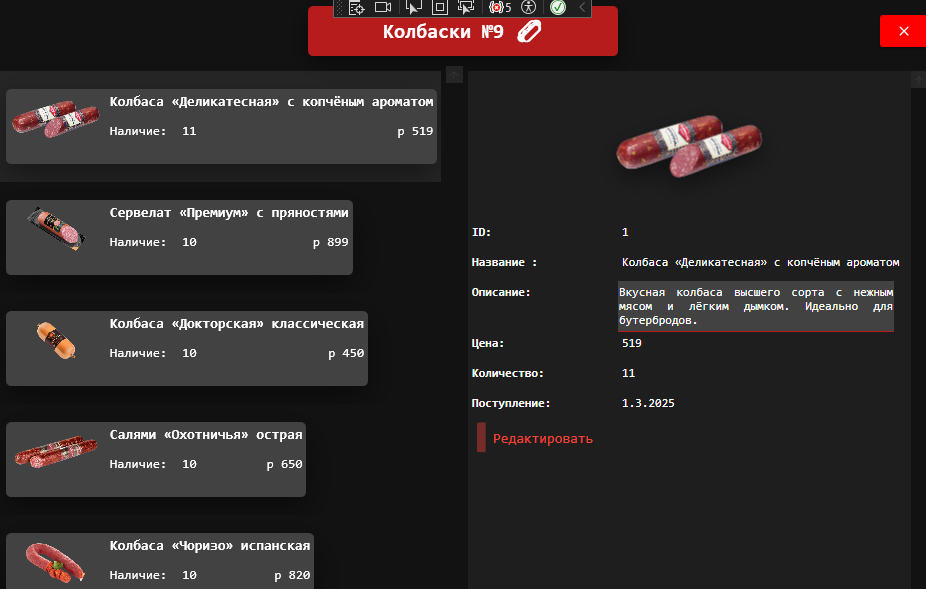 5
Колбаски №9
Колбаса «Деликатесная» с копчёным ароматом
Наличие: 11 р 519
Сервелат «Премиум» с пряностями
Наличие: 10 р 899
Колбаса «Докторская» классическая
Наличие: 10 р 450
Салями «Охотничья» острая
Наличие: 10 р 650
Колбаса «Чоризо» испанская
Наличие: 10 р 820
ID: 1
Название : Колбаса «Деликатесная» с копчёным ароматом
Описание: Вкусная колбаса высшего сорта с нежным
мясом и лёгким дымком. Идеально для
бутербродов.
Цена: 519
Количество: 11
Поступление: 1.3.2025
Редактировать